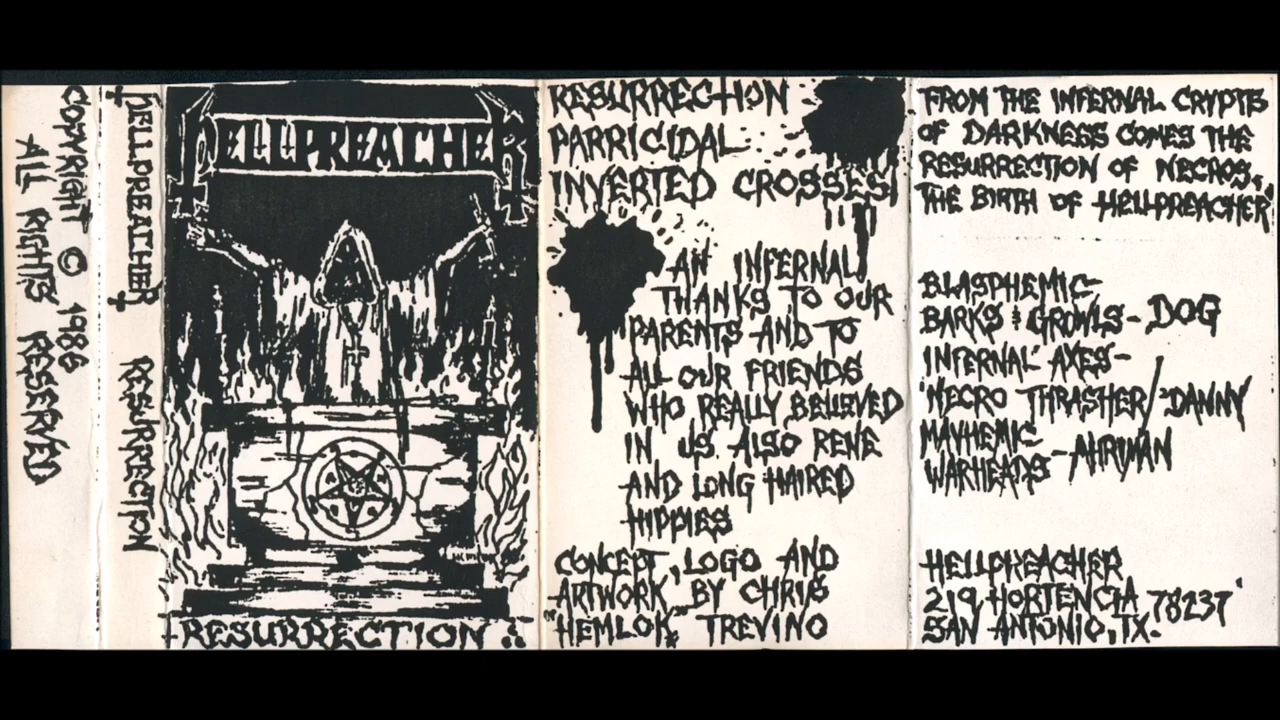 COPYRIGHT © 1986
ALL RIGHTS RESERVED
HELLPREACHER RESURRECTION
HELLPREACHER
RESURRECTION
RESURRECTION
PARRICIDAL
INVERTED CROSSES
AN INFERNAL
THANKS TO OUR
PARENTS AND TO
ALL OUR FRIENDS
WHO REALLY BELIEVED
IN US. ALSO RENE
AND LONG HAIRED
HIPPIES
CONCEPT, LOGO AND
ARTWORK BY CHRIS
"HEMLOK" TREVINO
FROM THE INFERNAL CRYPTS
OF DARKNESS COMES THE
RESURRECTION OF NECROS,
THE BIRTH OF HELLPREACHER
BLASPHEMIC
BARKS & GROWLS - DOG
INFERNAL AXES-
NECRO THRASHER/DANNY
MAYHEMIC
WARHEADS - AHRIMAN
HELLPREACHER
219 HORTENCIA 78237
SAN ANTONIO, TX.